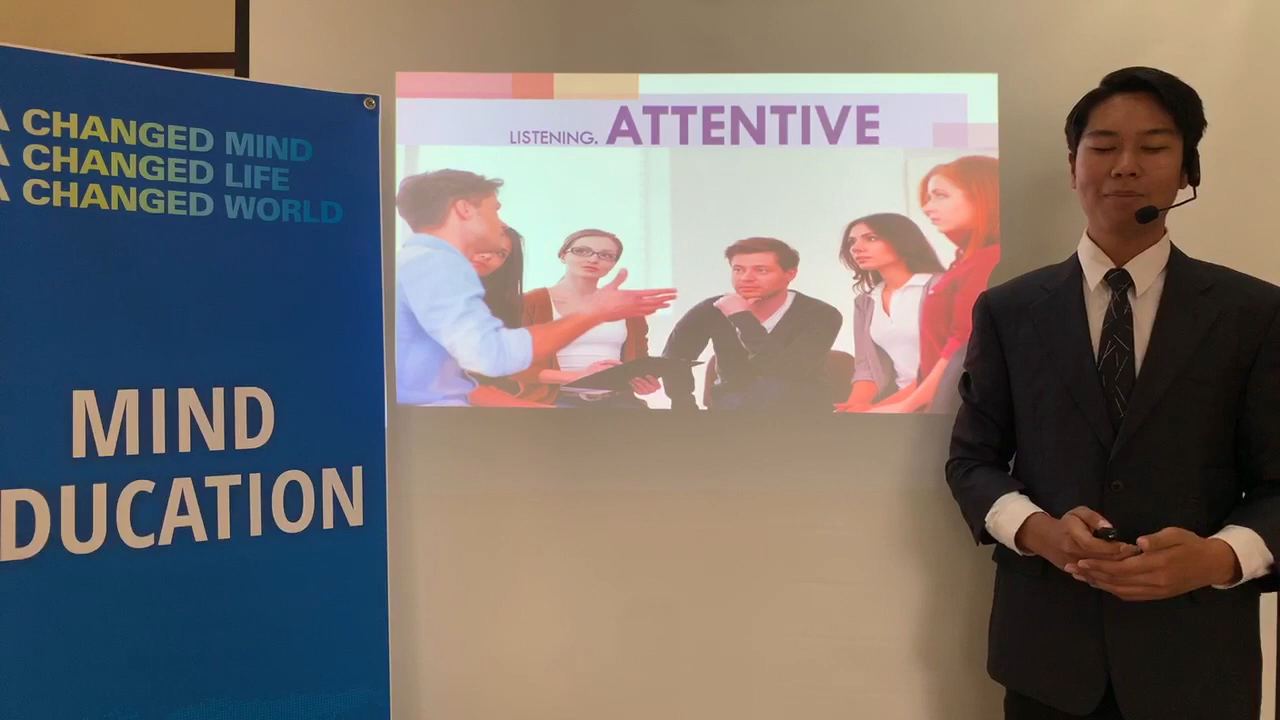 A CHANGED MIND
A CHANGED LIFE
A CHANGED WORLD
MIND
DUCATION
LISTENING. ATTENTIVE